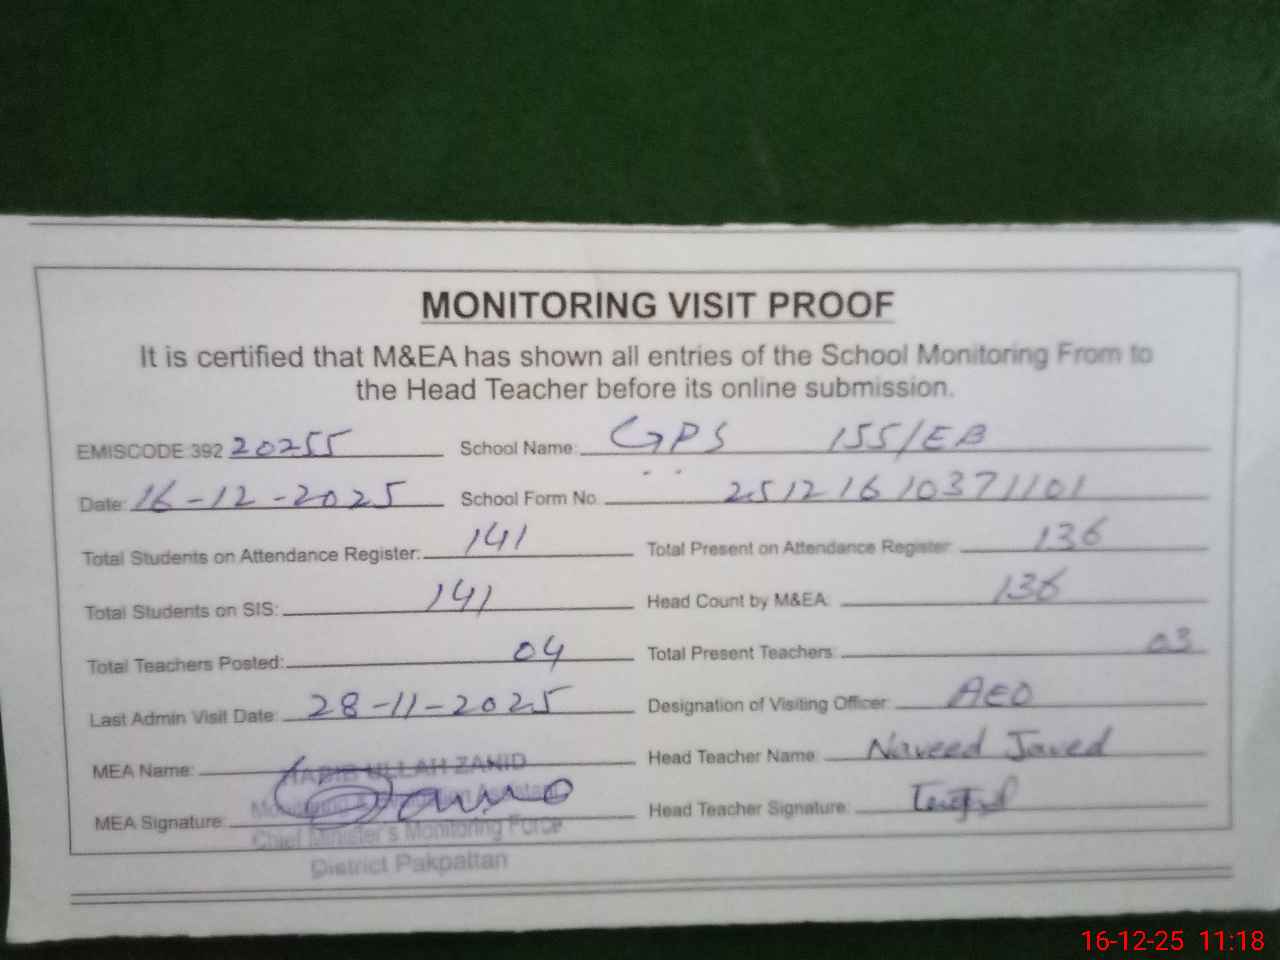 MONITORING VISIT PROOF
It is certified that M&EA has shown all entries of the School Monitoring From to
the Head Teacher before its online submission.
EMISCODE 392 20255 School Name: GPS 155/EB
Date: 16-12-2025 School Form No. 25121610371101
Total Students on Attendance Register: 141 Total Present on Attendance Register: 136
Total Students on SIS: 141 Head Count by M&EA: 136
Total Teachers Posted: 04 Total Present Teachers: 03
Last Admin Visit Date: 28-11-2025 Designation of Visiting Officer: AEO
MEA Name: HABIB ULLAH ZAHID Head Teacher Name: Naveed Javed
Monitoring
MEA Signature: Head Teacher Signature:
Chief Minister's Monitoring Force
District Pakpattan
16-12-25 11:18